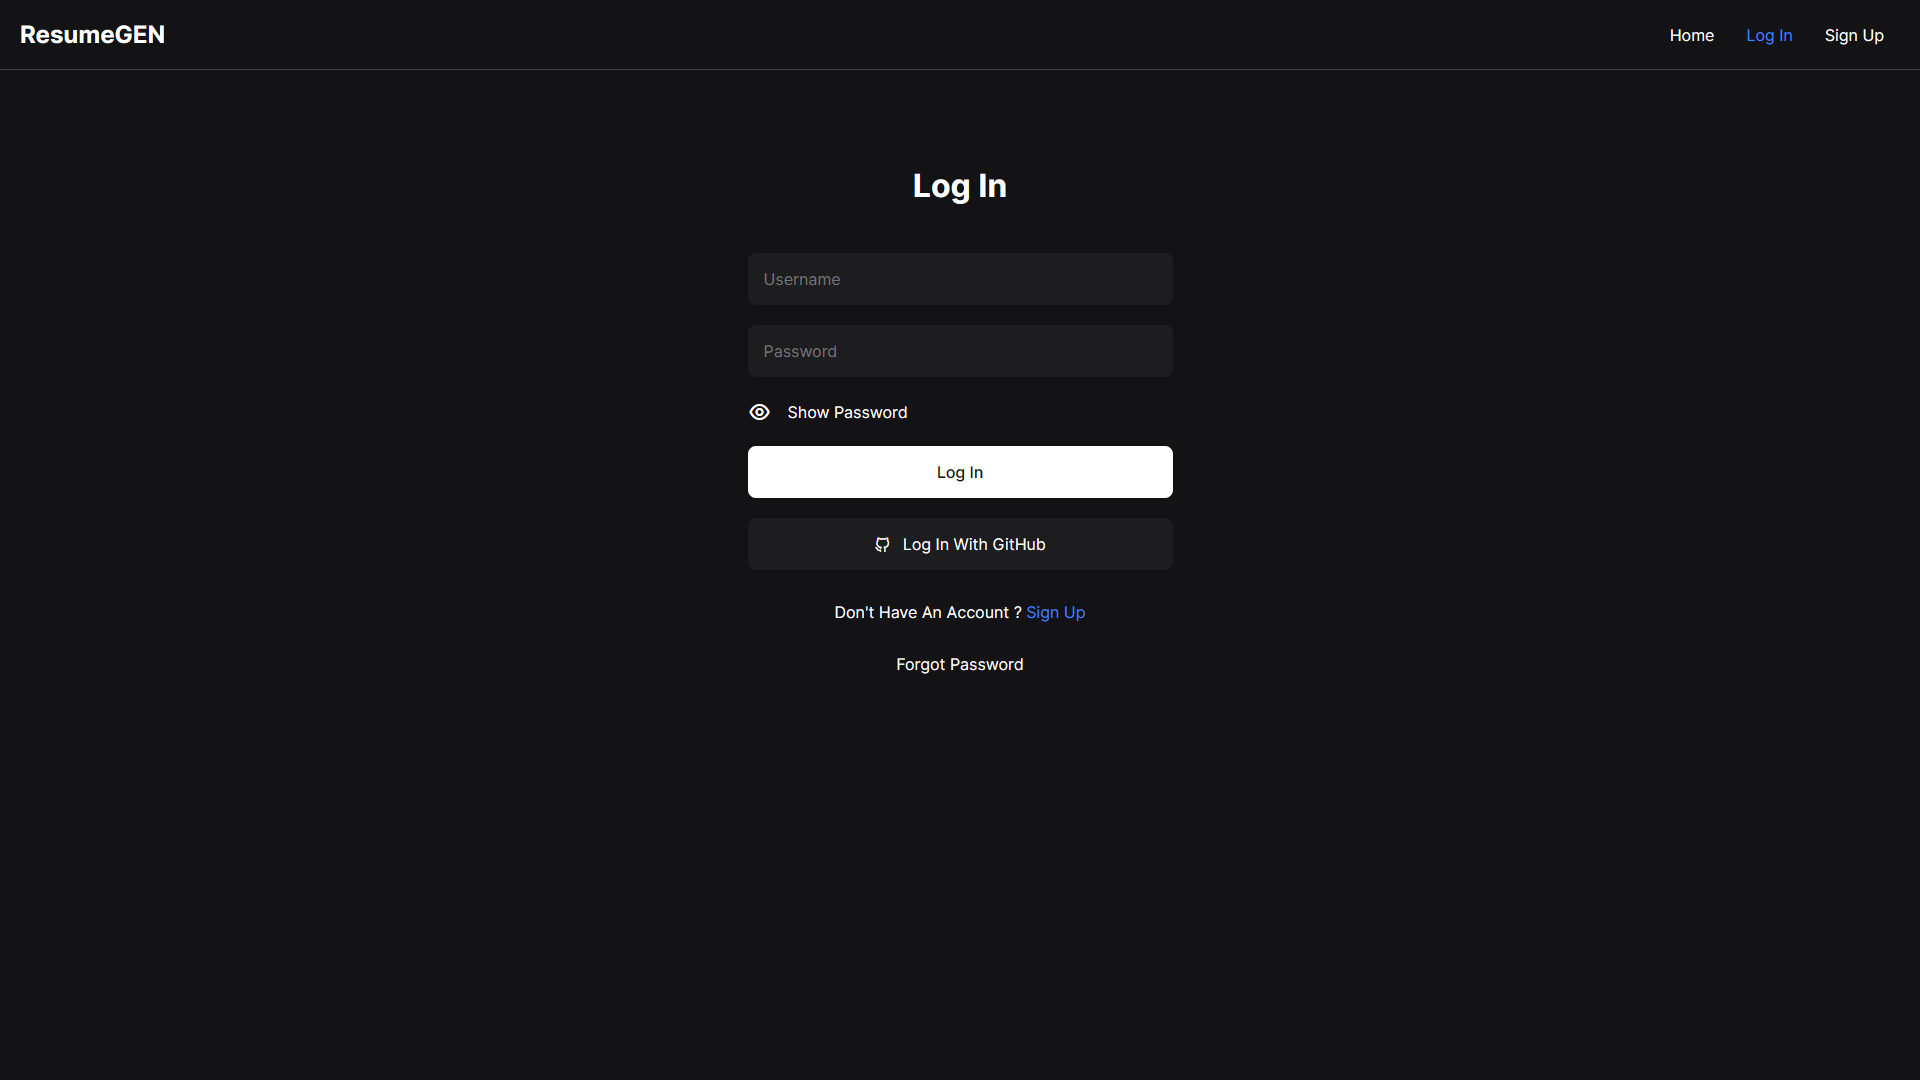 ResumeGEN
Home Log In Sign Up
Log In
Username
Password
Show Password
Log In
Log In With GitHub
Don't Have An Account ? Sign Up
Forgot Password